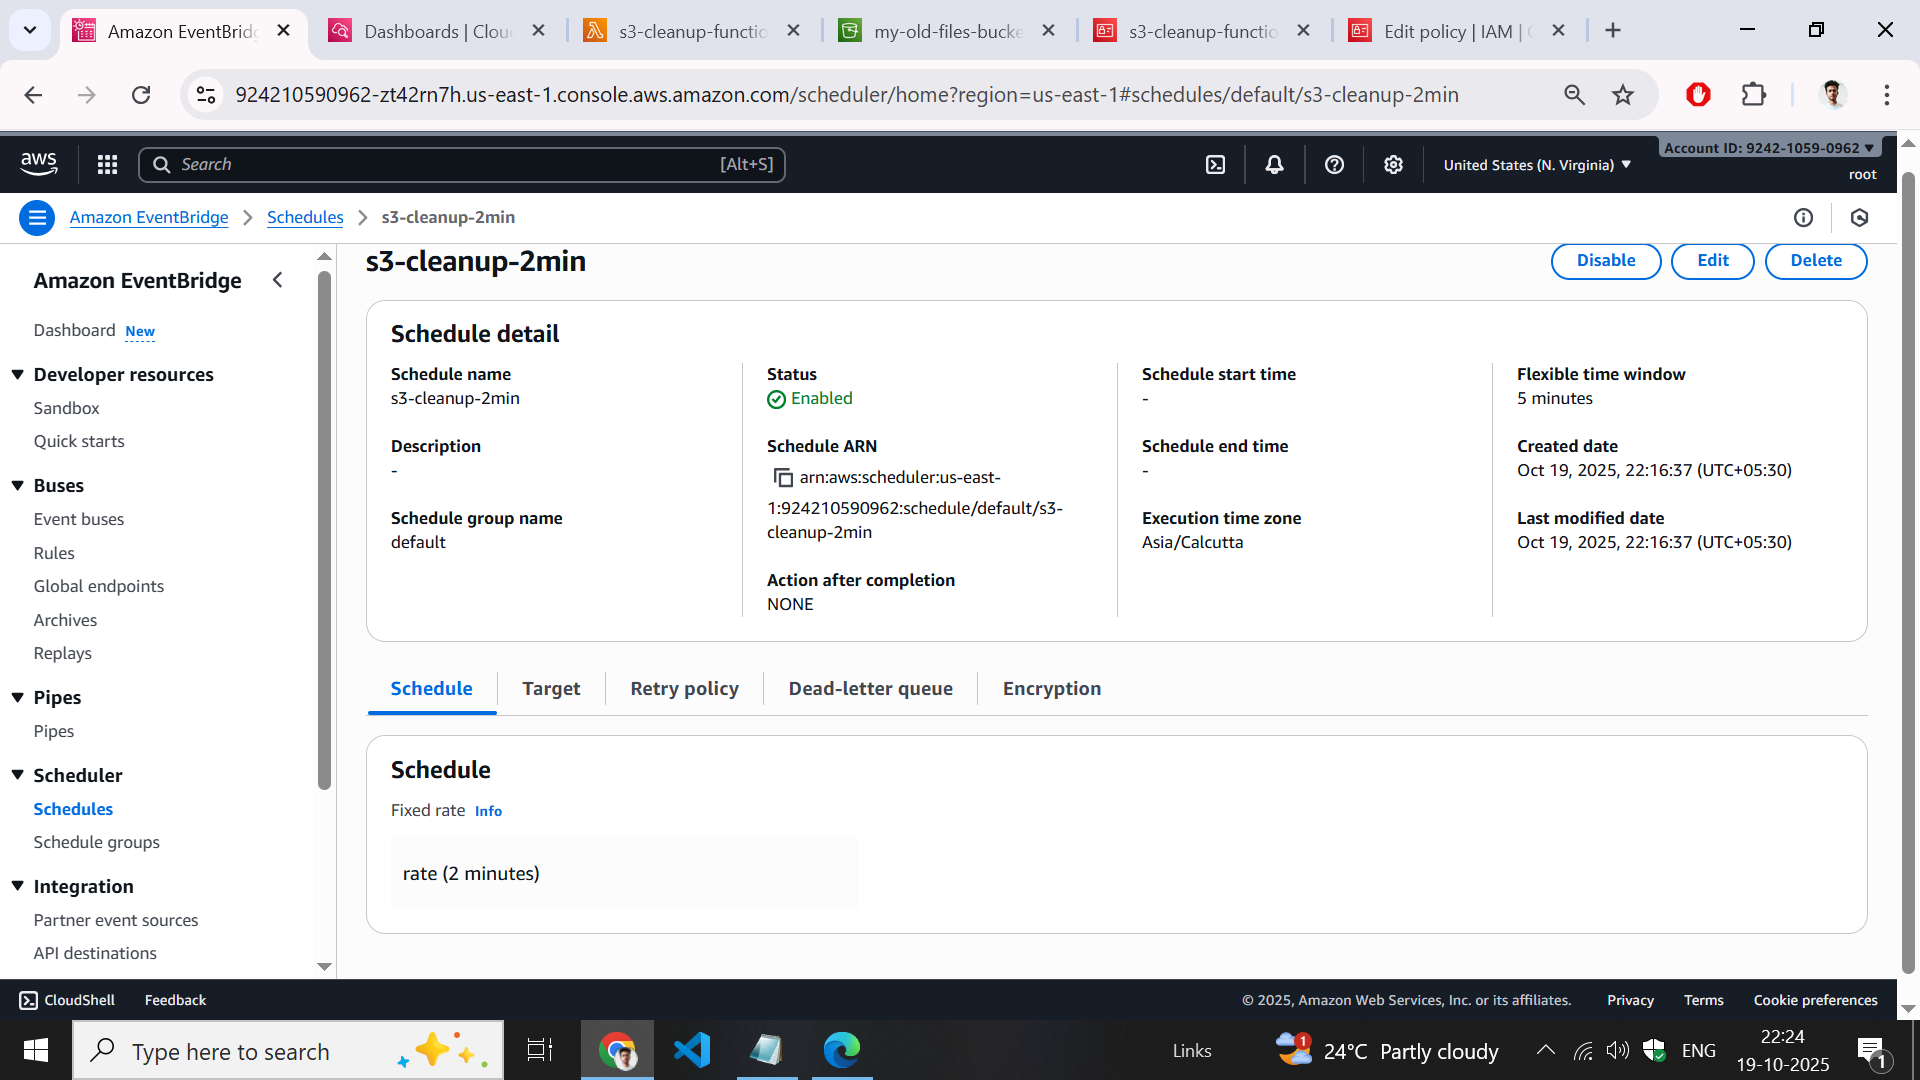 Amazon EventBridg
Dashboards | Clou
s3-cleanup-functio
my-old-files-bucke
s3-cleanup-functio
Edit policy | IAM |
924210590962-zt42rn7h.us-east-1.console.aws.amazon.com/scheduler/home?region=us-east-1#schedules/default/s3-cleanup-2min
aws
Search
[Alt+S]
United States (N. Virginia)
Account ID: 9242-1059-0962
root
Amazon EventBridge
Schedules
s3-cleanup-2min
Amazon EventBridge
Dashboard New
Developer resources
Sandbox
Quick starts
Buses
Event buses
Rules
Global endpoints
Archives
Replays
Pipes
Pipes
Scheduler
Schedules
Schedule groups
Integration
Partner event sources
API destinations
s3-cleanup-2min
Disable
Edit
Delete
Schedule detail
Schedule name
s3-cleanup-2min
Description
-
Schedule group name
default
Status
Enabled
Schedule ARN
arn:aws:scheduler:us-east-
1:924210590962:schedule/default/s3-
cleanup-2min
Action after completion
NONE
Schedule start time
-
Schedule end time
-
Execution time zone
Asia/Calcutta
Flexible time window
5 minutes
Created date
Oct 19, 2025, 22:16:37 (UTC+05:30)
Last modified date
Oct 19, 2025, 22:16:37 (UTC+05:30)
Schedule
Target
Retry policy
Dead-letter queue
Encryption
Schedule
Fixed rate Info
rate (2 minutes)
CloudShell
Feedback
© 2025, Amazon Web Services, Inc. or its affiliates.
Privacy
Terms
Cookie preferences
Type here to search
Links
1
24°C Partly cloudy
ENG
22:24
19-10-2025
1